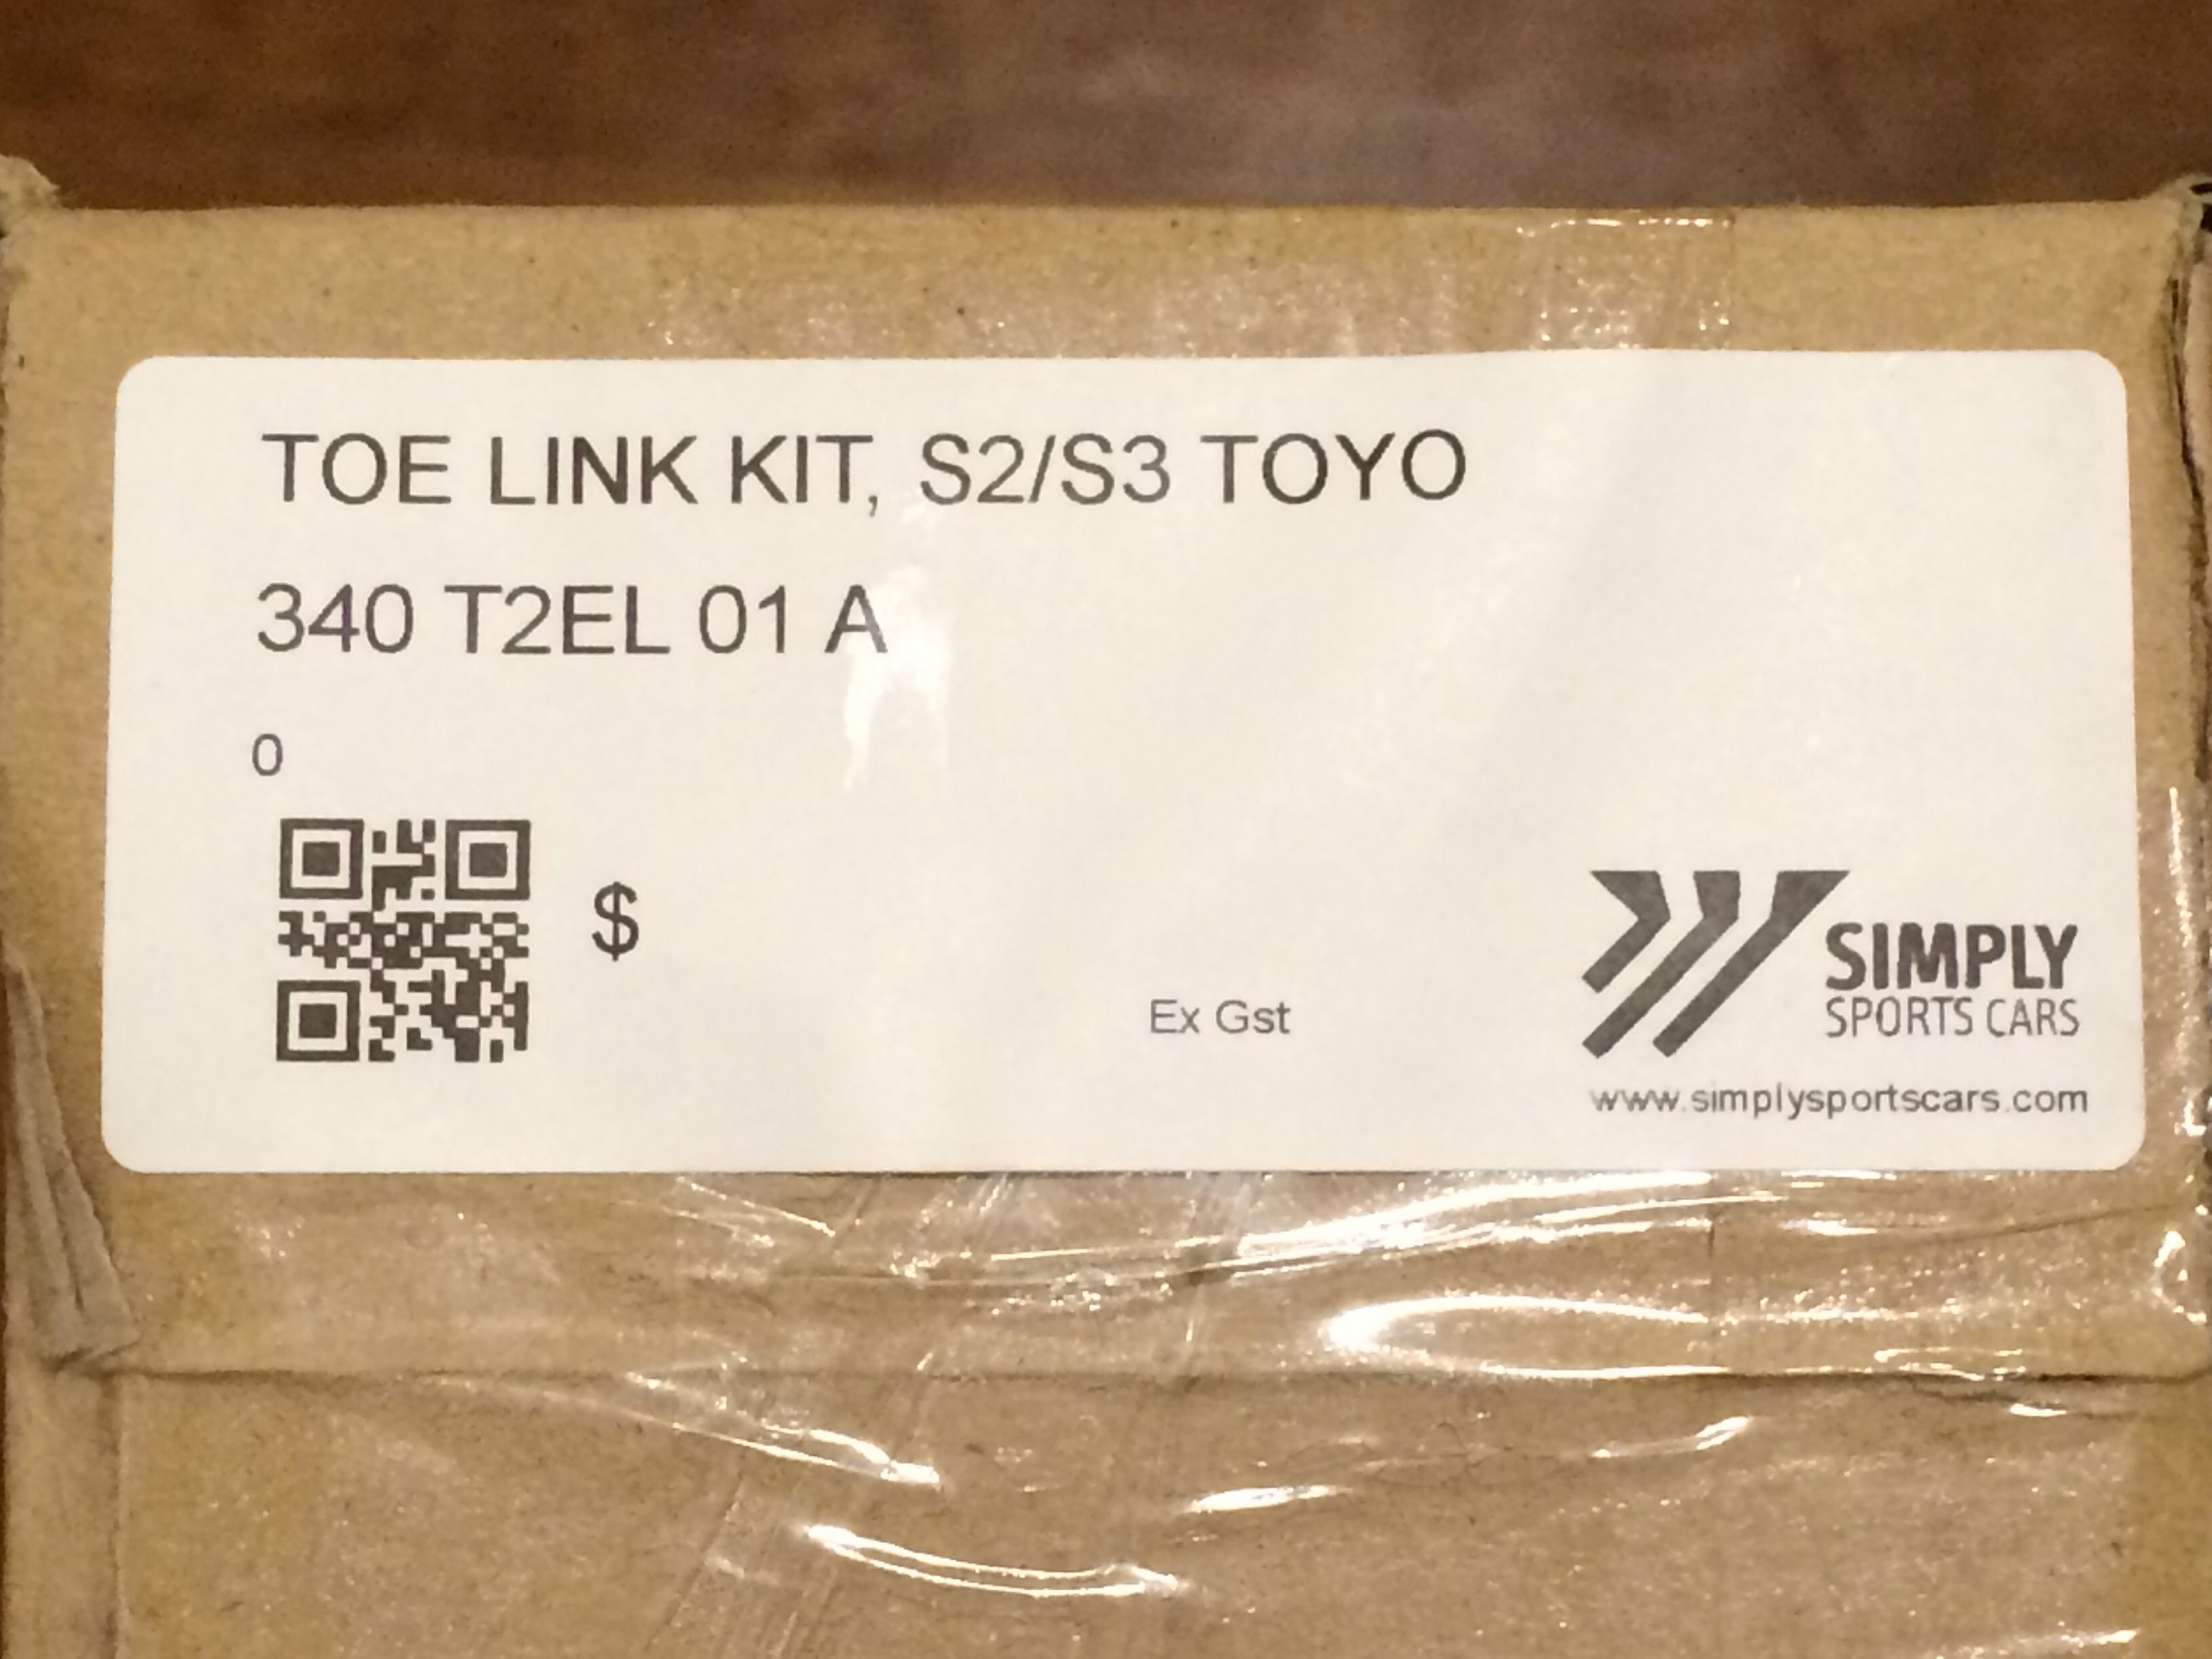 TOE LINK KIT, S2/S3 TOYO
340 T2EL 01 A
0
$
Ex Gst
SIMPLY
SPORTS CARS
www.simplysportscars.com